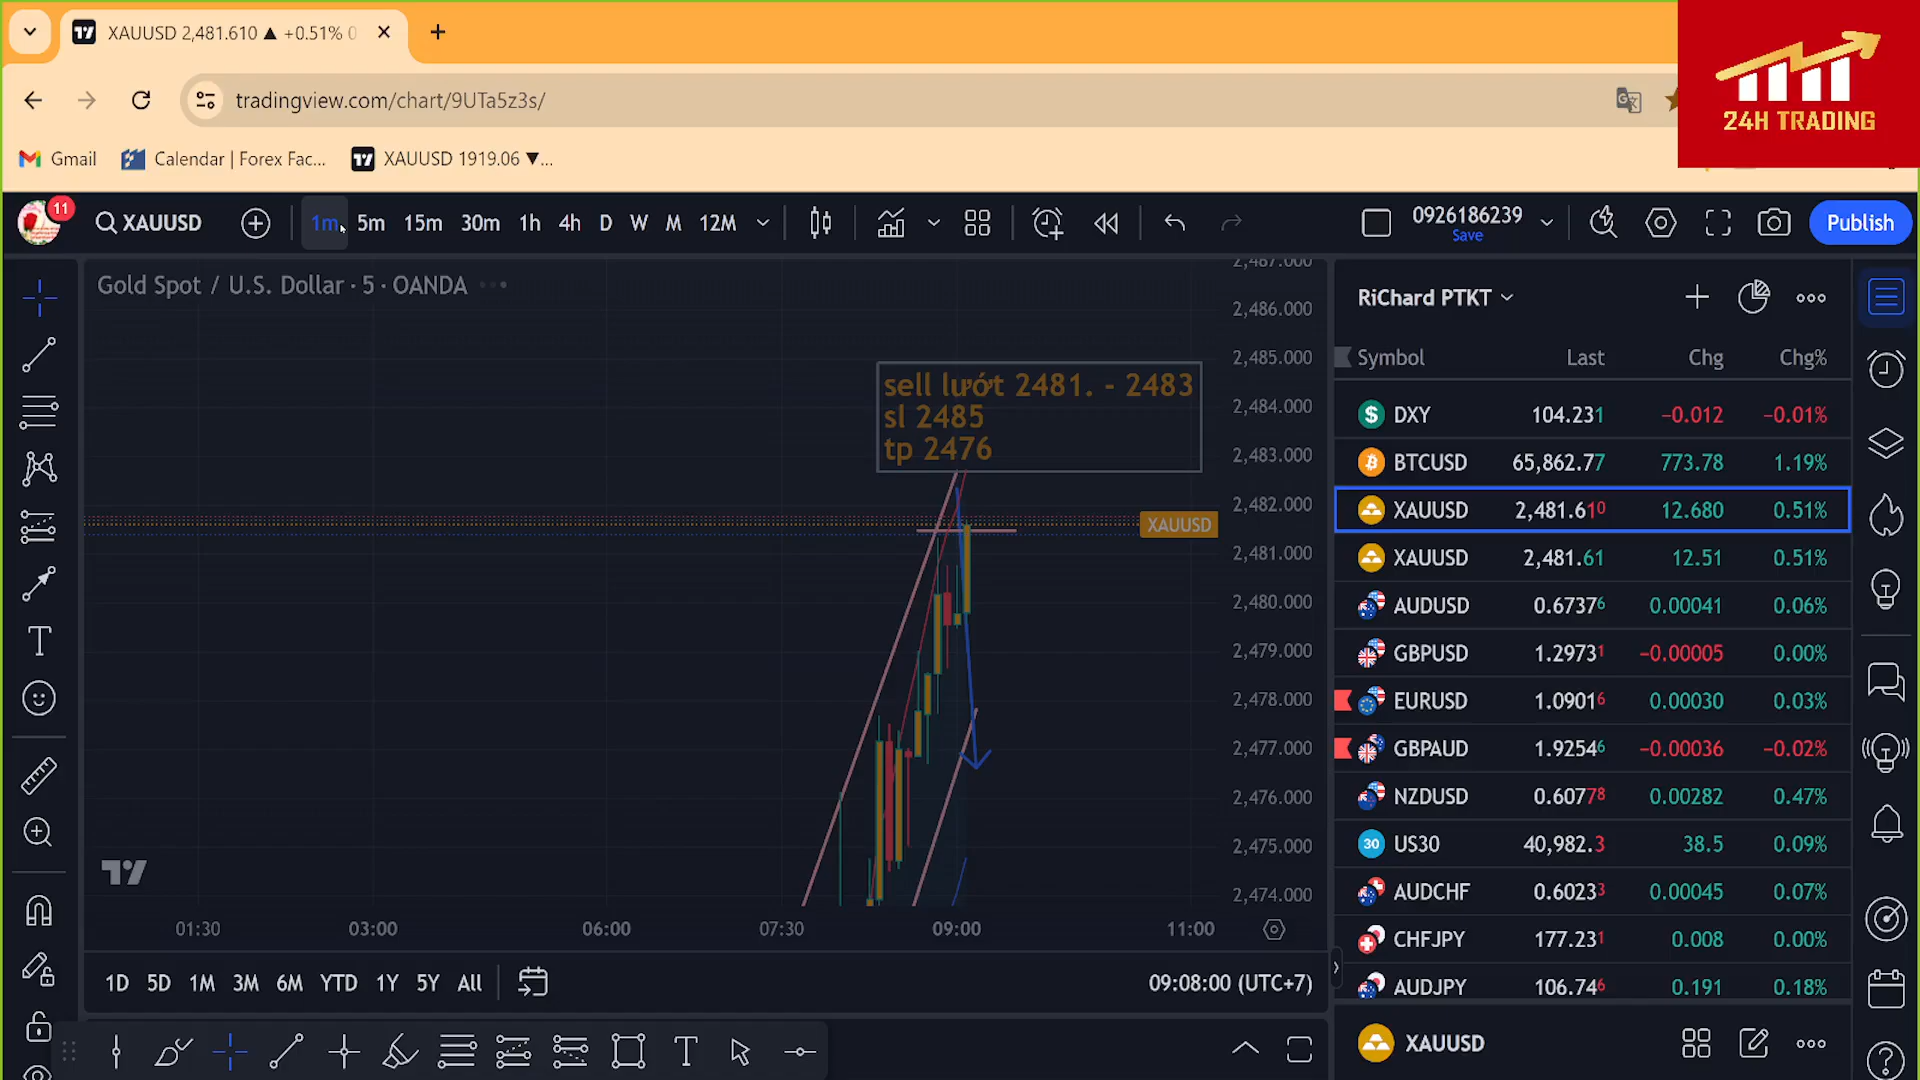 XAUUSD 2,481.610 ▲ +0.51% 0
24H TRADING
tradingview.com/chart/9UTa5z3s/
Gmail
Calendar | Forex Fac...
XAUUSD 1919.06 ▼...
11
XAUUSD
1m 5m 15m 30m 1h 4h D W M 12M
0926186239
Save
Publish
Gold Spot / U.S. Dollar · 5 · OANDA
sell lướt 2481. - 2483
sl 2485
tp 2476
XAUUSD
2,487.000
2,486.000
2,485.000
2,484.000
2,483.000
2,482.000
2,481.000
2,480.000
2,479.000
2,478.000
2,477.000
2,476.000
2,475.000
2,474.000
01:30 03:00 06:00 07:30 09:00 11:00
1D 5D 1M 3M 6M YTD 1Y 5Y All
09:08:00 (UTC+7)
RiChard PTKT
Symbol Last Chg Chg%
DXY 104.231 −0.012 −0.01%
BTCUSD 65,862.77 773.78 1.19%
XAUUSD 2,481.610 12.680 0.51%
XAUUSD 2,481.61 12.51 0.51%
AUDUSD 0.67376 0.00041 0.06%
GBPUSD 1.29731 −0.00005 0.00%
EURUSD 1.09016 0.00030 0.03%
GBPAUD 1.92546 −0.00036 −0.02%
NZDUSD 0.60778 0.00282 0.47%
30 US30 40,982.3 38.5 0.09%
AUDCHF 0.60233 0.00045 0.07%
CHFJPY 177.231 0.008 0.00%
AUDJPY 106.746 0.191 0.18%
XAUUSD